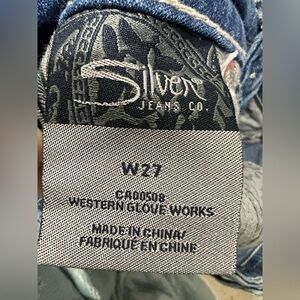 Silver
JEANS CO.
W27
CA00508
WESTERN GLOVE WORKS
MADE IN CHINA/
FABRIQUÉ EN CHINE